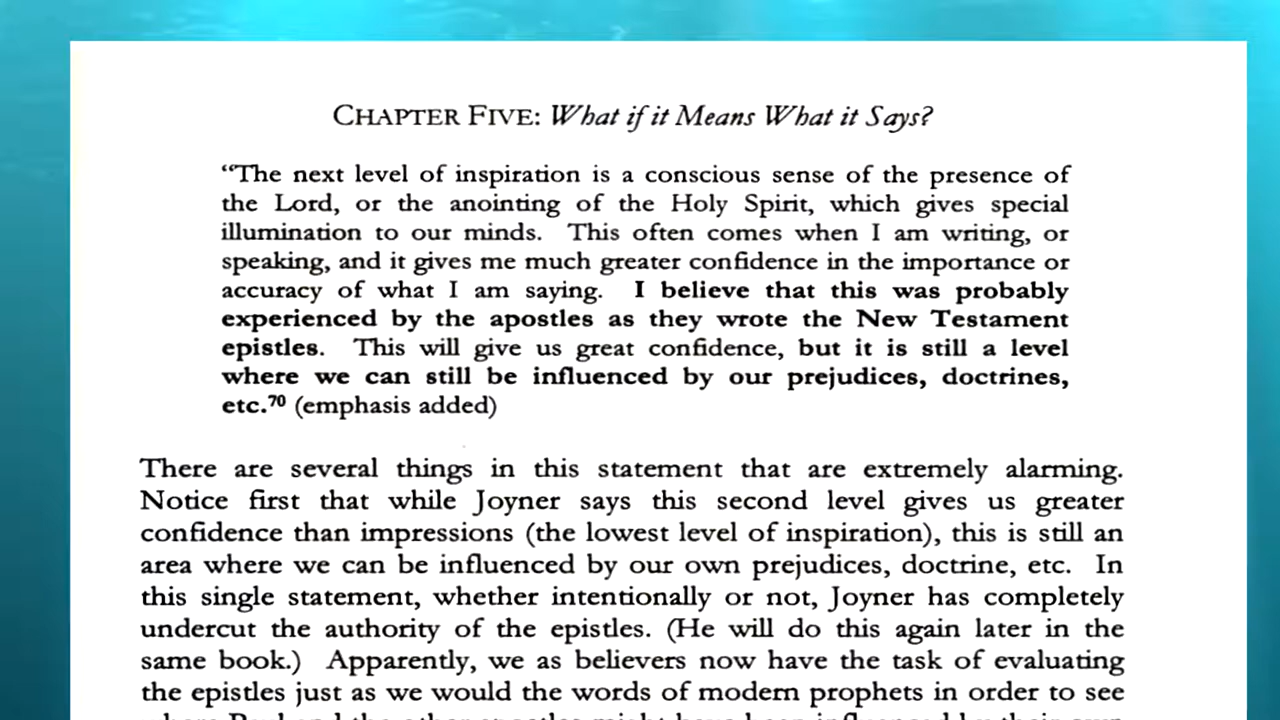 CHAPTER FIVE: What if it Means What it Says?
“The next level of inspiration is a conscious sense of the presence of
the Lord, or the anointing of the Holy Spirit, which gives special
illumination to our minds. This often comes when I am writing, or
speaking, and it gives me much greater confidence in the importance or
accuracy of what I am saying. I believe that this was probably
experienced by the apostles as they wrote the New Testament
epistles. This will give us great confidence, but it is still a level
where we can still be influenced by our prejudices, doctrines,
etc.⁷⁰ (emphasis added)
There are several things in this statement that are extremely alarming.
Notice first that while Joyner says this second level gives us greater
confidence than impressions (the lowest level of inspiration), this is still an
area where we can be influenced by our own prejudices, doctrine, etc. In
this single statement, whether intentionally or not, Joyner has completely
undercut the authority of the epistles. (He will do this again later in the
same book.) Apparently, we as believers now have the task of evaluating
the epistles just as we would the words of modern prophets in order to see